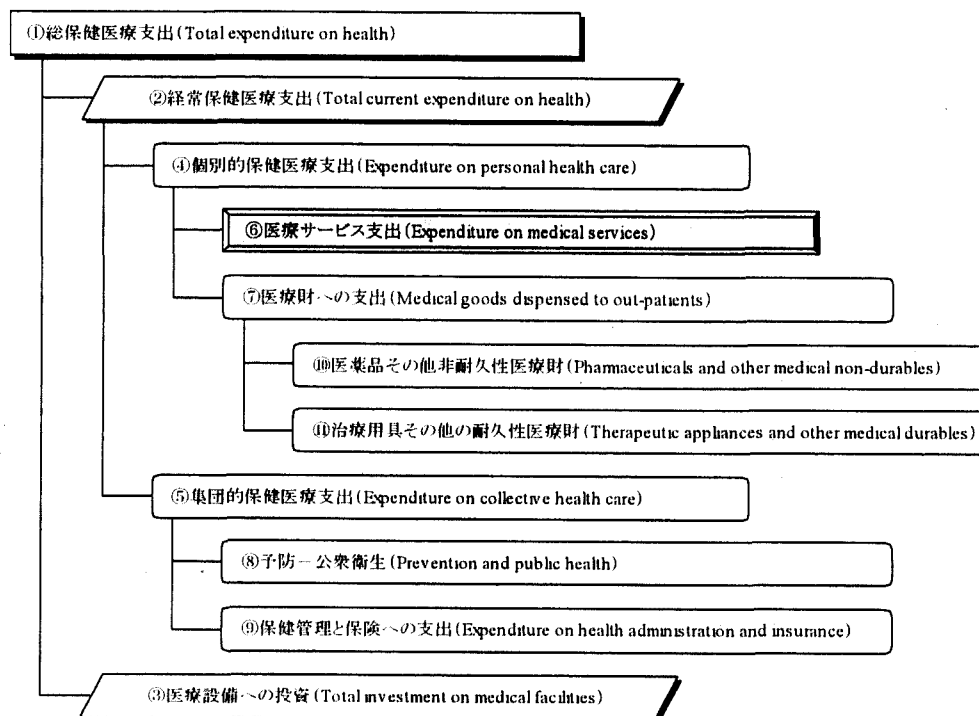 ①総保健医療支出(Total expenditure on health)
②経常保健医療支出(Total current expenditure on health)
④個別的保健医療支出(Expenditure on personal health care)
⑥医療サービス支出(Expenditure on medical services)
⑦医療財への支出(Medical goods dispensed to out-patients)
⑩医薬品その他非耐久性医療財(Pharmaceuticals and other medical non-durables)
⑪治療用具その他の耐久性医療財(Therapeutic appliances and other medical durables)
⑤集団的保健医療支出(Expenditure on collective health care)
⑧予防－公衆衛生(Prevention and public health)
⑨保健管理と保険への支出(Expenditure on health administration and insurance)
③医療設備への投資(Total investment on medical facilities)